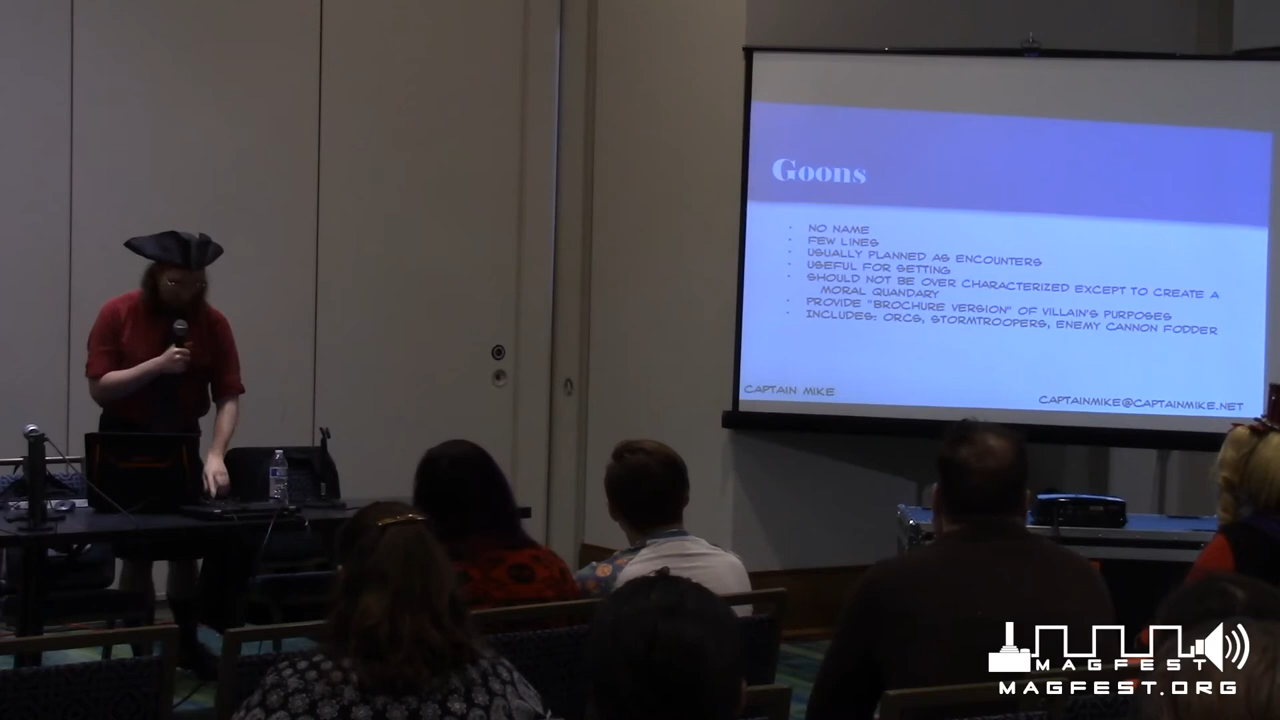 Goons
· NO NAME
· FEW LINES
· USUALLY PLANNED AS ENCOUNTERS
· USEFUL FOR SETTING
· SHOULD NOT BE OVER CHARACTERIZED EXCEPT TO CREATE A
MORAL QUANDARY
· PROVIDE "BROCHURE VERSION" OF VILLAIN'S PURPOSES
· INCLUDES: ORCS, STORMTROOPERS, ENEMY CANNON FODDER
CAPTAIN MIKE
CAPTAINMIKE@CAPTAINMIKE.NET
MAGFEST
MAGFEST.ORG